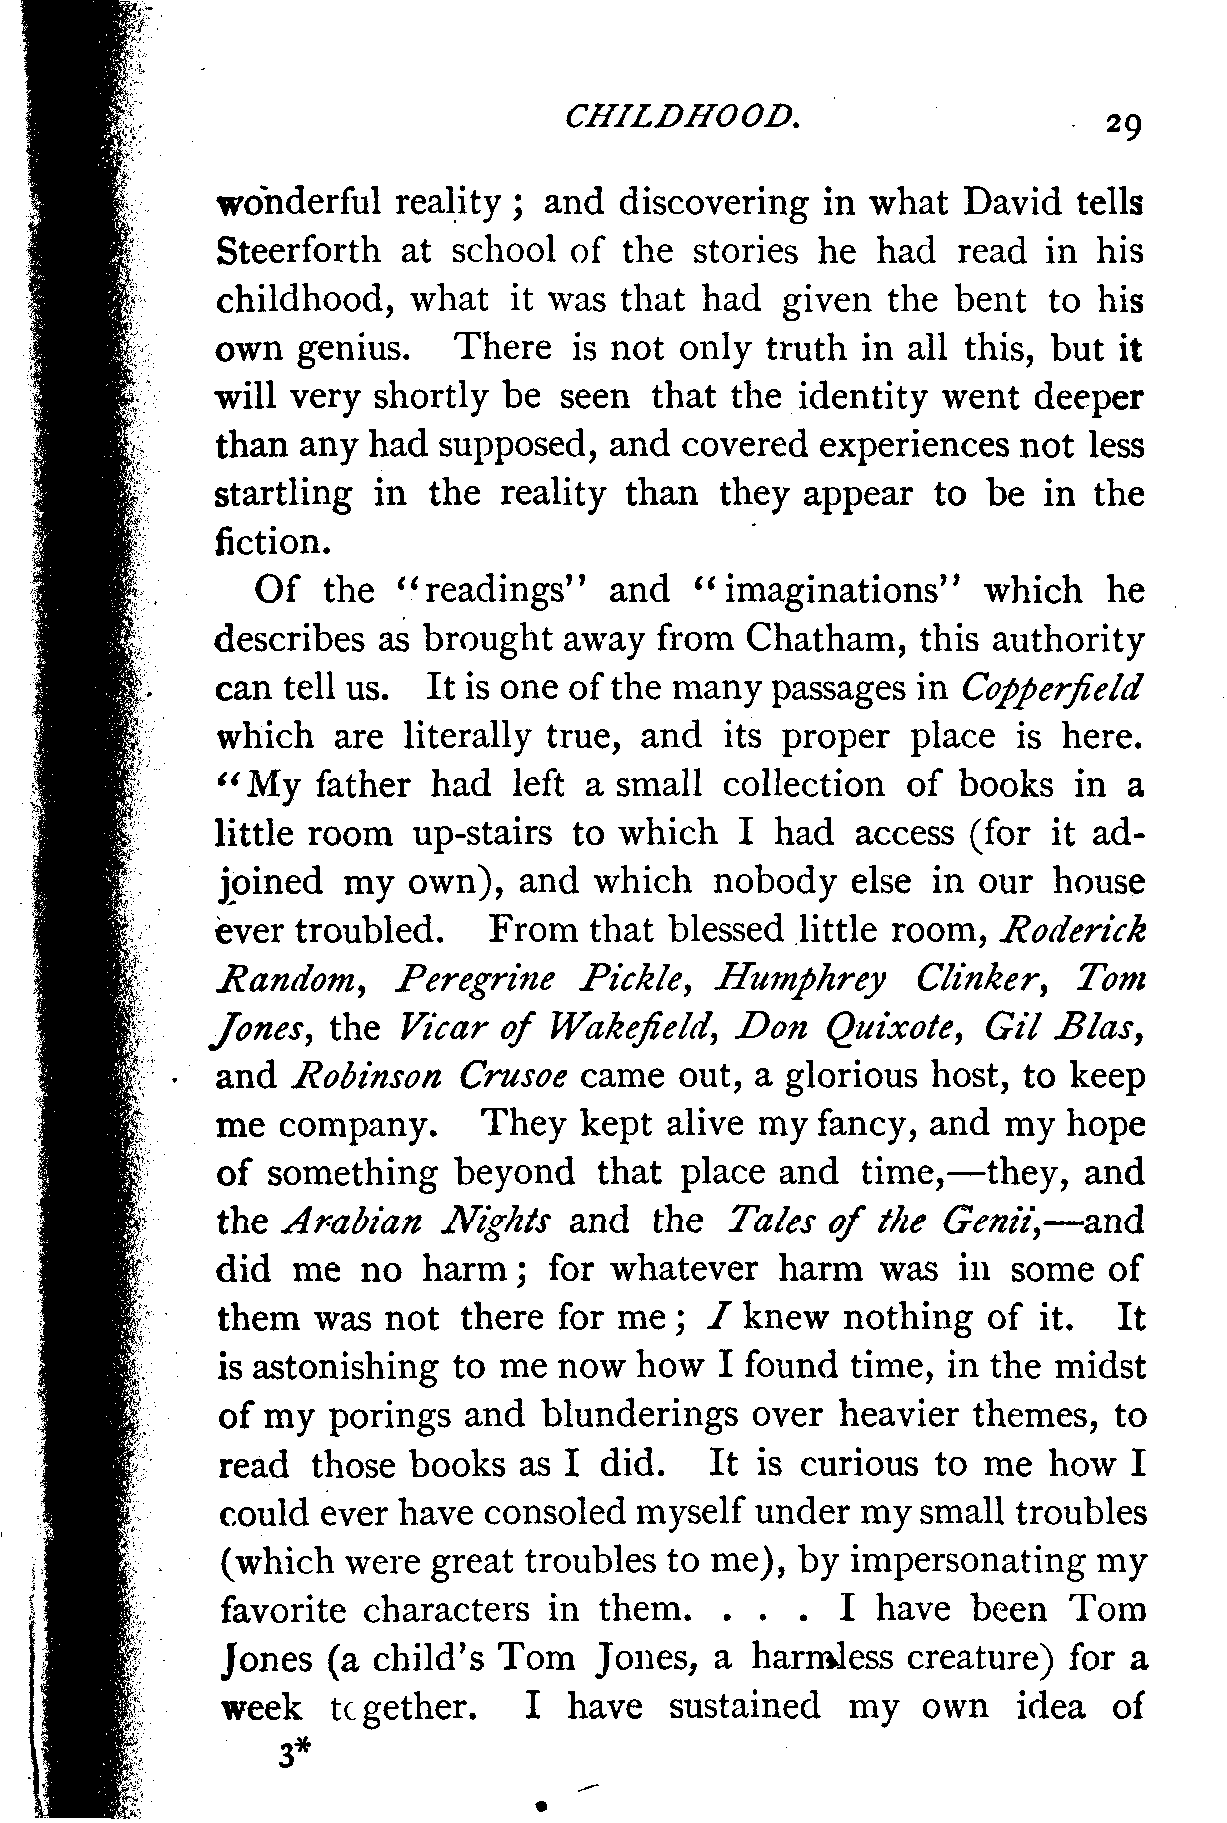 CHILDHOOD. 29
wonderful reality; and discovering in what David tells
Steerforth at school of the stories he had read in his
childhood, what it was that had given the bent to his
own genius. There is not only truth in all this, but it
will very shortly be seen that the identity went deeper
than any had supposed, and covered experiences not less
startling in the reality than they appear to be in the
fiction.
Of the "readings" and "imaginations" which he
describes as brought away from Chatham, this authority
can tell us. It is one of the many passages in Copperfield
which are literally true, and its proper place is here.
"My father had left a small collection of books in a
little room up-stairs to which I had access (for it ad-
joined my own), and which nobody else in our house
ever troubled. From that blessed little room, Roderick
Random, Peregrine Pickle, Humphrey Clinker, Tom
Jones, the Vicar of Wakefield, Don Quixote, Gil Blas,
and Robinson Crusoe came out, a glorious host, to keep
me company. They kept alive my fancy, and my hope
of something beyond that place and time,—they, and
the Arabian Nights and the Tales of the Genii,—and
did me no harm; for whatever harm was in some of
them was not there for me; I knew nothing of it. It
is astonishing to me now how I found time, in the midst
of my porings and blunderings over heavier themes, to
read those books as I did. It is curious to me how I
could ever have consoled myself under my small troubles
(which were great troubles to me), by impersonating my
favorite characters in them. . . . I have been Tom
Jones (a child's Tom Jones, a harmless creature) for a
week together. I have sustained my own idea of
3*